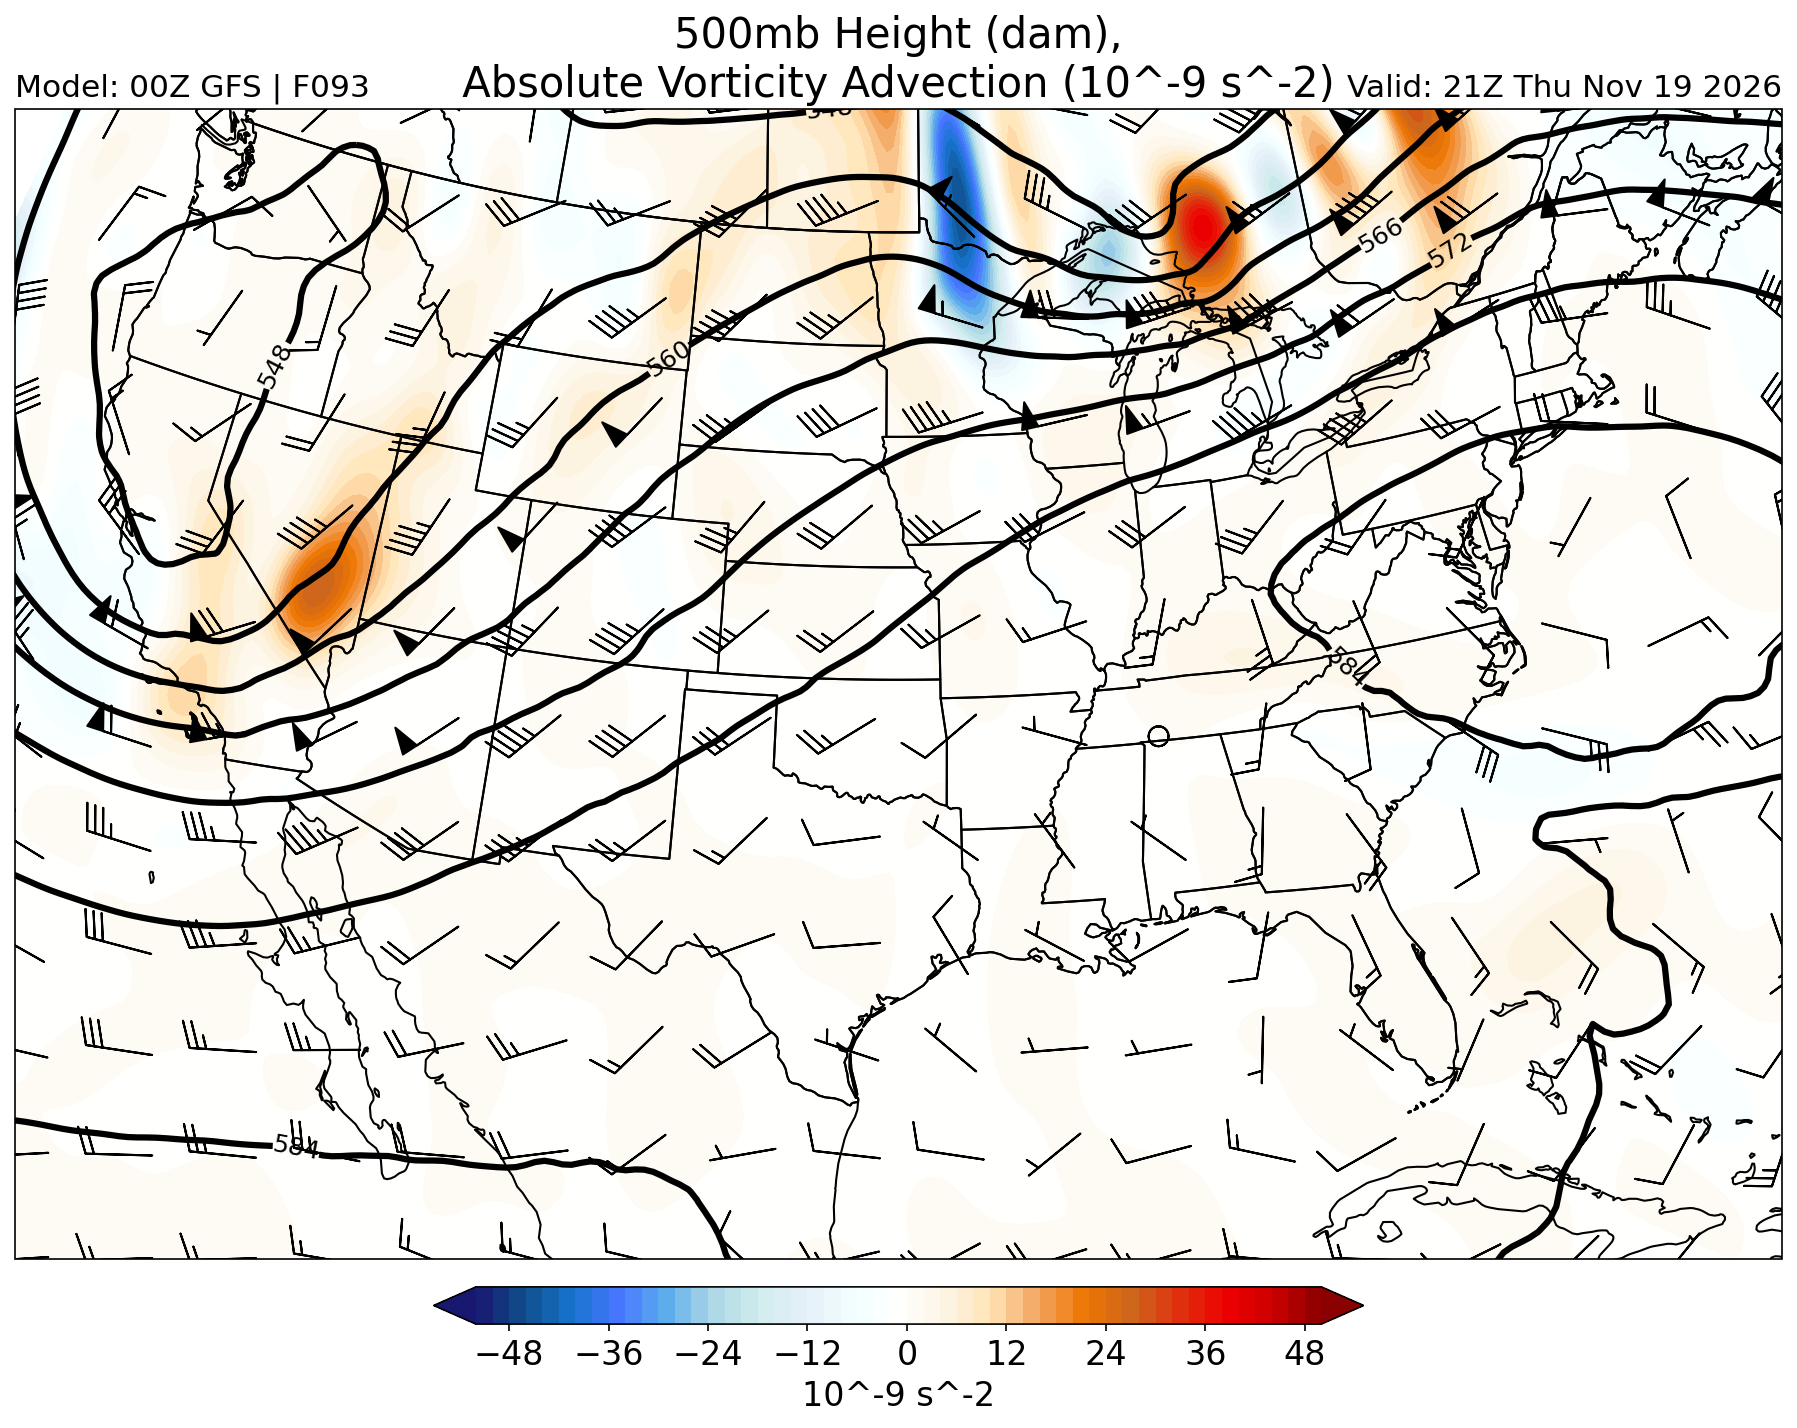 500mb Height (dam),
Model: 00Z GFS | F093
Absolute Vorticity Advection (10^-9 s^-2)
Valid: 21Z Thu Nov 19 2026
548
566
572
548
560
584
584
−48 −36 −24 −12 0 12 24 36 48
10^-9 s^-2